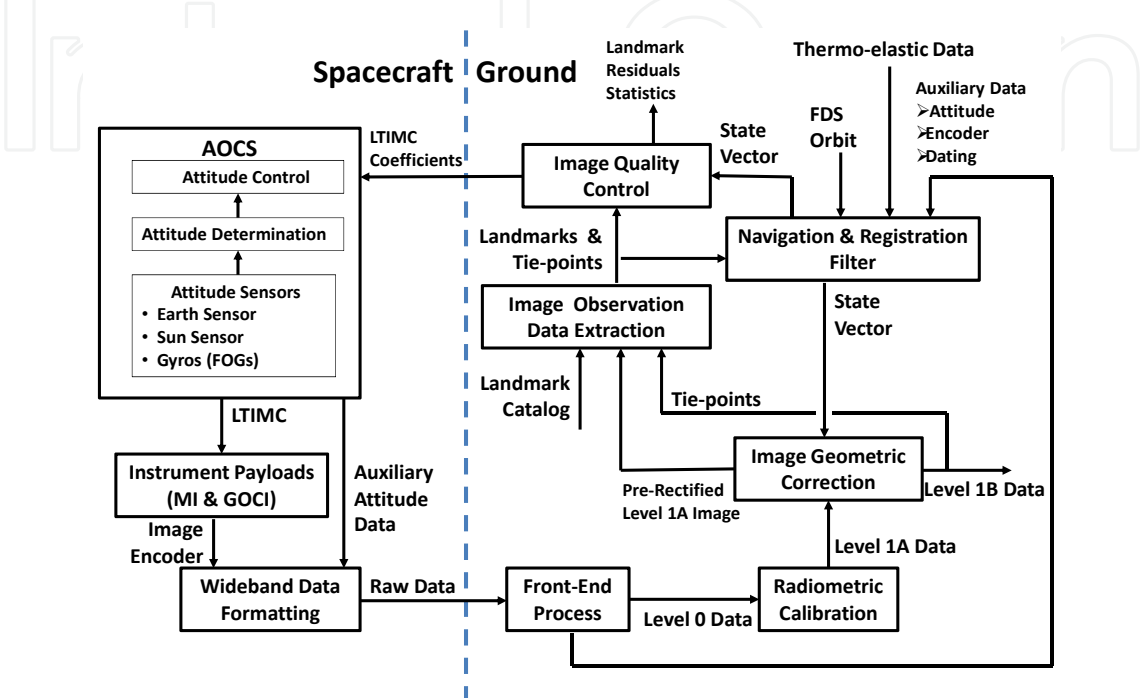 Spacecraft
Ground
Landmark
Residuals
Statistics
Thermo-elastic Data
Auxiliary Data
➢Attitude
➢Encoder
➢Dating
FDS
Orbit
State
Vector
LTIMC
Coefficients
AOCS
Attitude Control
Attitude Determination
Attitude Sensors
• Earth Sensor
• Sun Sensor
• Gyros (FOGs)
Image Quality
Control
Landmarks &
Tie-points
Navigation & Registration
Filter
Image Observation
Data Extraction
State
Vector
Landmark
Catalog
Tie-points
LTIMC
Instrument Payloads
(MI & GOCI)
Auxiliary
Attitude
Data
Image
Encoder
Image Geometric
Correction
Pre-Rectified
Level 1A Image
Level 1B Data
Level 1A Data
Wideband Data
Formatting
Raw Data
Front-End
Process
Level 0 Data
Radiometric
Calibration